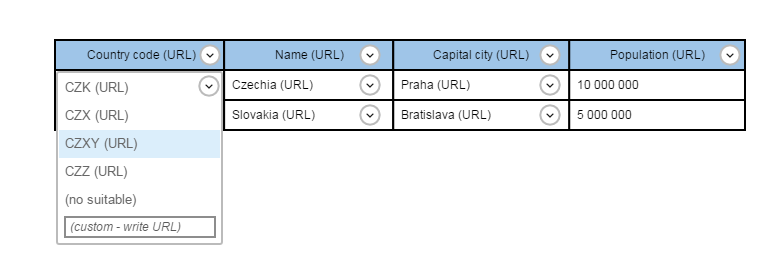 Country code (URL) Name (URL) Capital city (URL) Population (URL)
CZK (URL) Czechia (URL) Praha (URL) 10 000 000
CZX (URL) Slovakia (URL) Bratislava (URL) 5 000 000
CZXY (URL)
CZZ (URL)
(no suitable)
(custom - write URL)